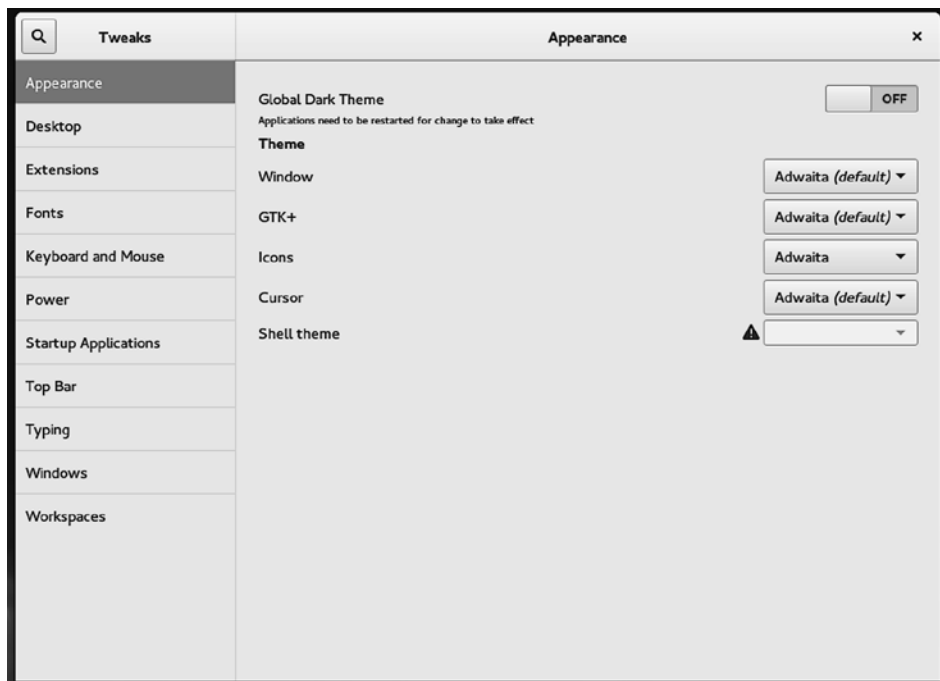 Tweaks
Appearance
Appearance
Desktop
Extensions
Fonts
Keyboard and Mouse
Power
Startup Applications
Top Bar
Typing
Windows
Workspaces
Global Dark Theme OFF
Applications need to be restarted for change to take effect
Theme
Window Adwaita (default)
GTK+ Adwaita (default)
Icons Adwaita
Cursor Adwaita (default)
Shell theme